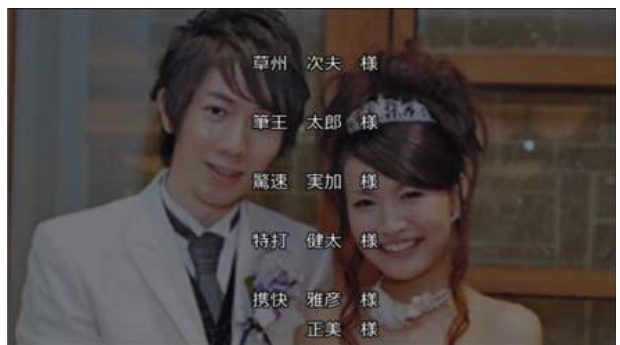 草州 次夫 様
筆王 太郎 様
驚速 実加 様
特打 健太 様
携快 雅彦 様
正美 様